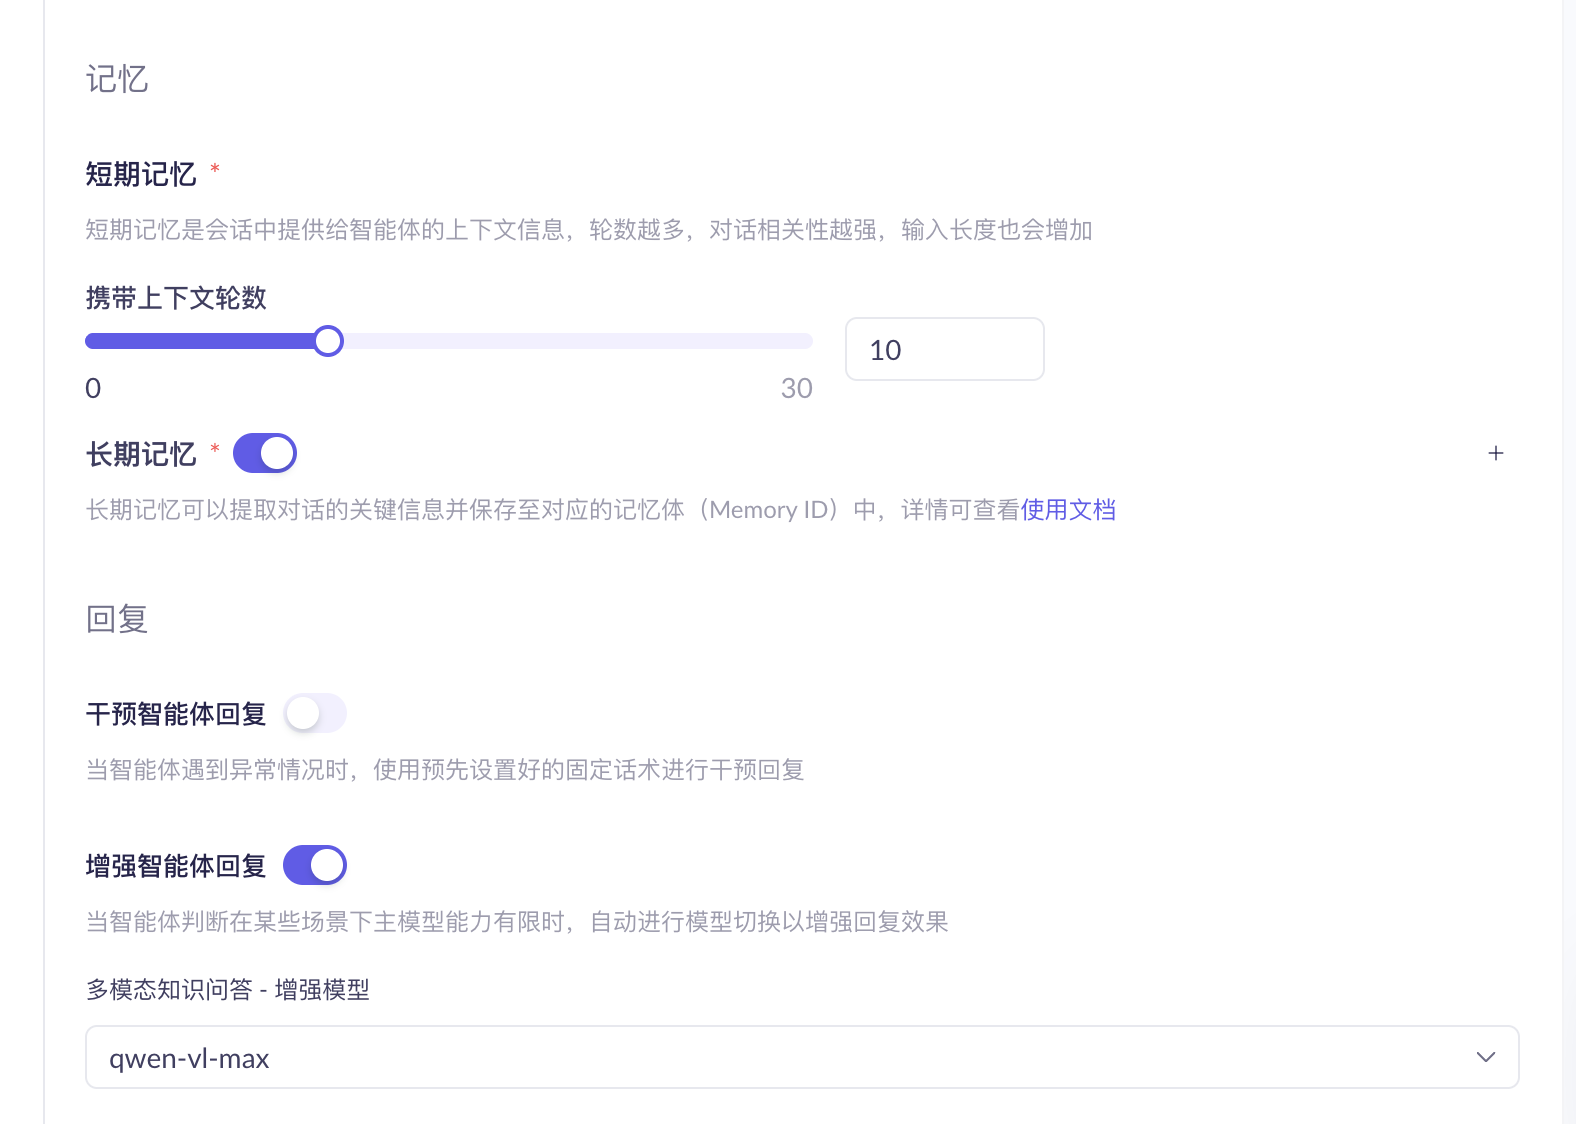 记忆
短期记忆 *
短期记忆是会话中提供给智能体的上下文信息，轮数越多，对话相关性越强，输入长度也会增加
携带上下文轮数
10
0
30
长期记忆 *
+
长期记忆可以提取对话的关键信息并保存至对应的记忆体（Memory ID）中，详情可查看使用文档
回复
干预智能体回复
当智能体遇到异常情况时，使用预先设置好的固定话术进行干预回复
增强智能体回复
当智能体判断在某些场景下主模型能力有限时，自动进行模型切换以增强回复效果
多模态知识问答 - 增强模型
qwen-vl-max